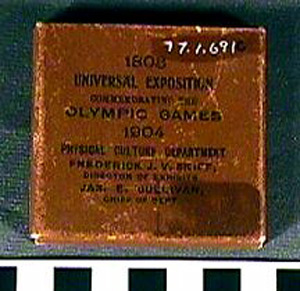 77.1.691C
1803
UNIVERSAL EXPOSITION
COMMEMORATING THE
OLYMPIC GAMES
1904
PHYSICAL CULTURE DEPARTMENT
FREDERICK J. V. SKIFF,
DIRECTOR OF EXHIBITS
JAS. E. SULLIVAN,
CHIEF OF DEPT